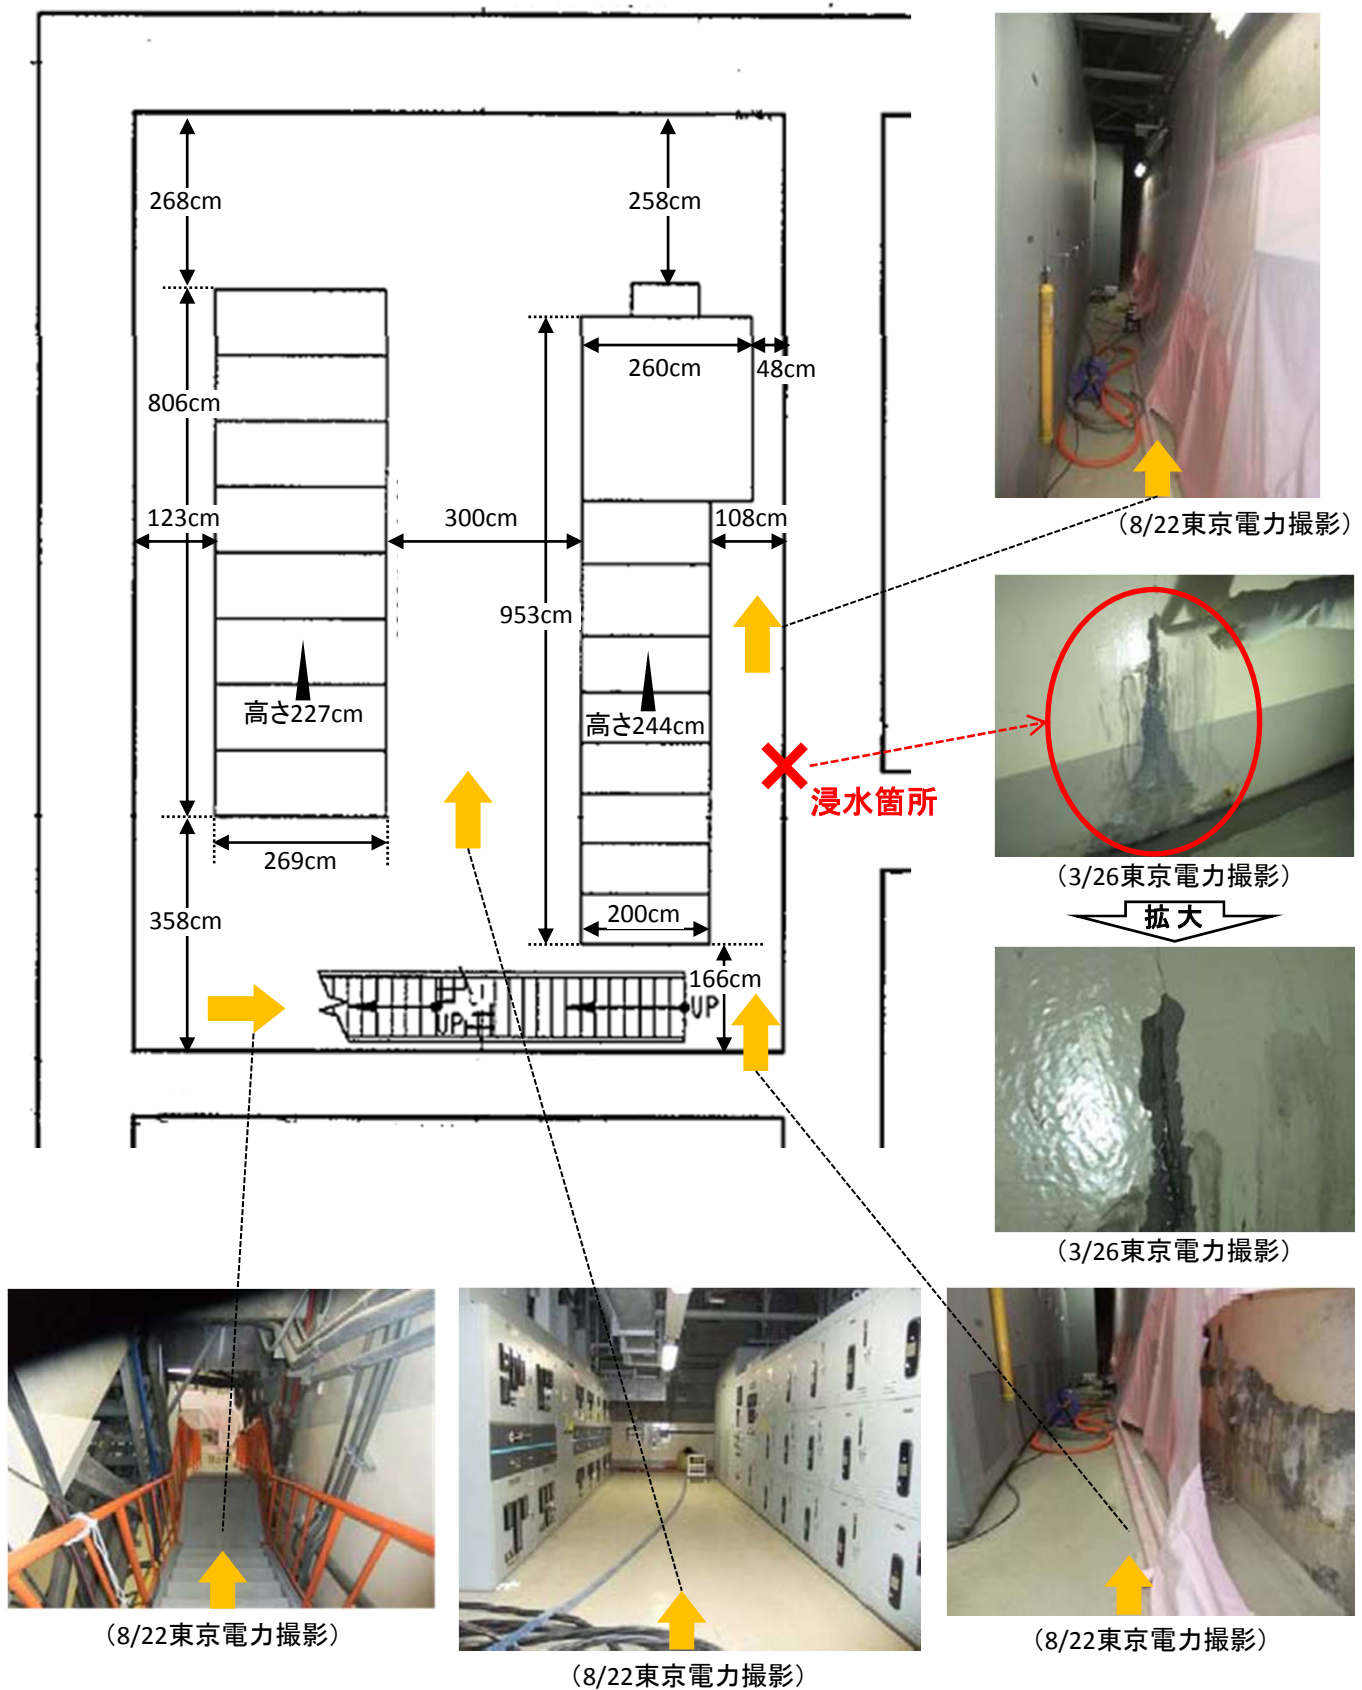 268cm
258cm
260cm
48cm
806cm
123cm
300cm
108cm
（8/22東京電力撮影）
953cm
高さ227cm
高さ244cm
浸水箇所
269cm
（3/26東京電力撮影）
拡大
200cm
358cm
166cm
UP
UP
（3/26東京電力撮影）
（8/22東京電力撮影）
（8/22東京電力撮影）
（8/22東京電力撮影）